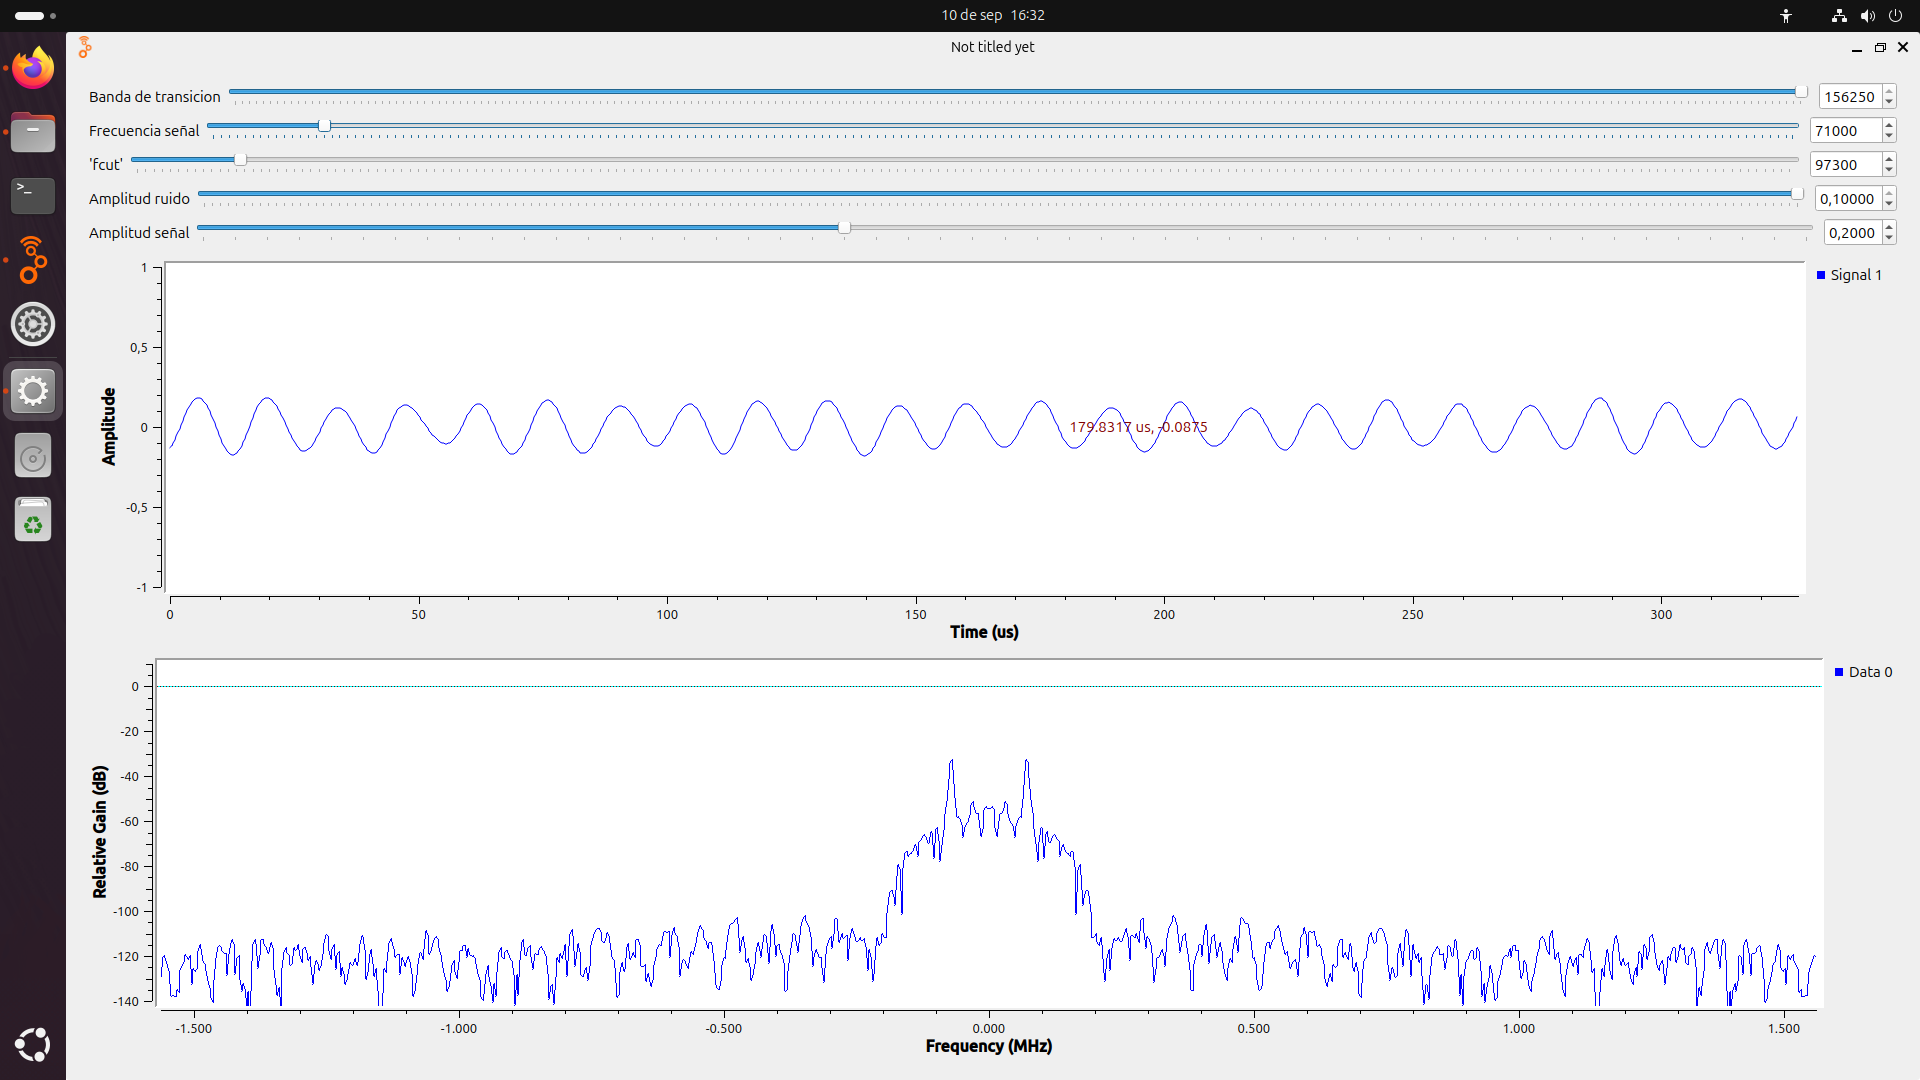 10 de sep 16:32
Not titled yet
Banda de transicion 156250
Frecuencia señal 71000
'fcut' 97300
Amplitud ruido 0,10000
Amplitud señal 0,2000
Signal 1
1
0,5
0
-0,5
-1
Amplitude
179.8317 us, -0.0875
0 50 100 150 200 250 300
Time (us)
Data 0
0
-20
-40
-60
-80
-100
-120
-140
Relative Gain (dB)
-1.500 -1.000 -0.500 0.000 0.500 1.000 1.500
Frequency (MHz)
>_